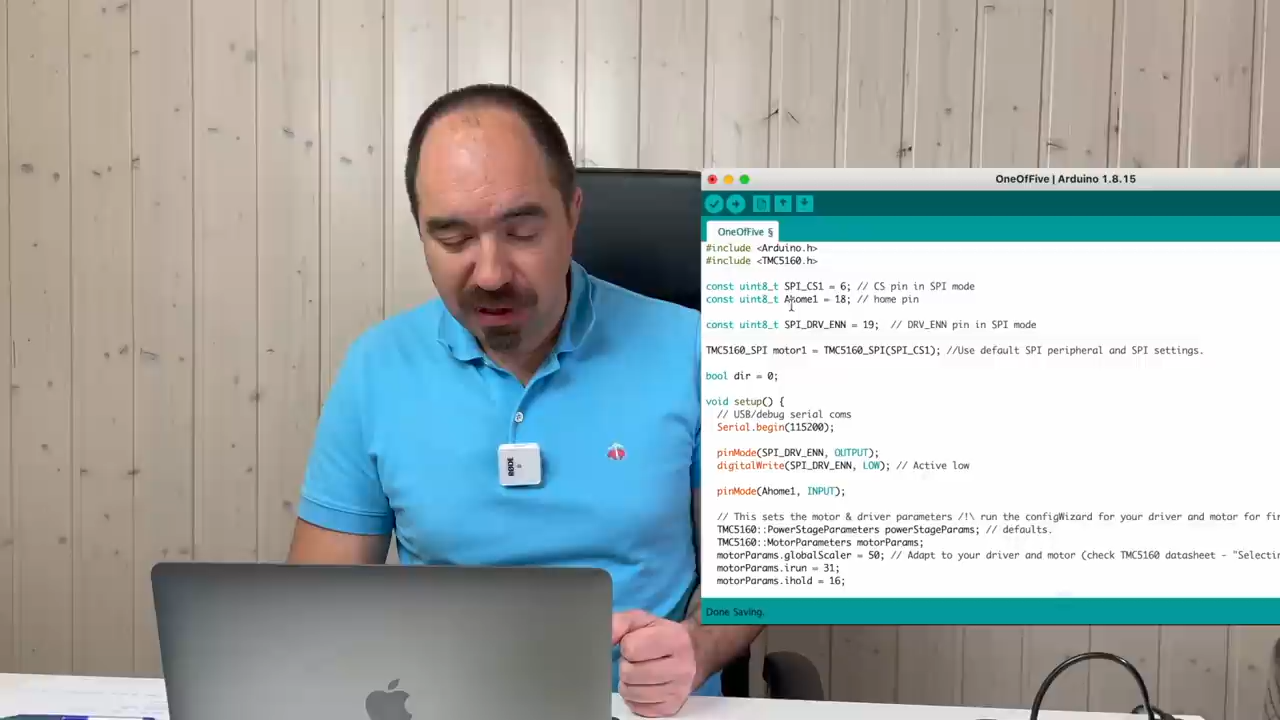 OneOfFive | Arduino 1.8.15
OneOfFive §
#include <Arduino.h>
#include <TMC5160.h>
const uint8_t SPI_CS1 = 6; // CS pin in SPI mode
const uint8_t Ahome1 = 18; // home pin
const uint8_t SPI_DRV_ENN = 19;  // DRV_ENN pin in SPI mode
TMC5160_SPI motor1 = TMC5160_SPI(SPI_CS1); //Use default SPI peripheral and SPI settings.
bool dir = 0;
void setup() {
// USB/debug serial coms
Serial.begin(115200);
pinMode(SPI_DRV_ENN, OUTPUT);
digitalWrite(SPI_DRV_ENN, LOW); // Active low
pinMode(Ahome1, INPUT);
// This sets the motor & driver parameters /!\ run the configWizard for your driver and motor for fi
TMC5160::PowerStageParameters powerStageParams; // defaults.
TMC5160::MotorParameters motorParams;
motorParams.globalScaler = 50; // Adapt to your driver and motor (check TMC5160 datasheet - "Selecti
motorParams.irun = 31;
motorParams.ihold = 16;
Done Saving.
RØDE